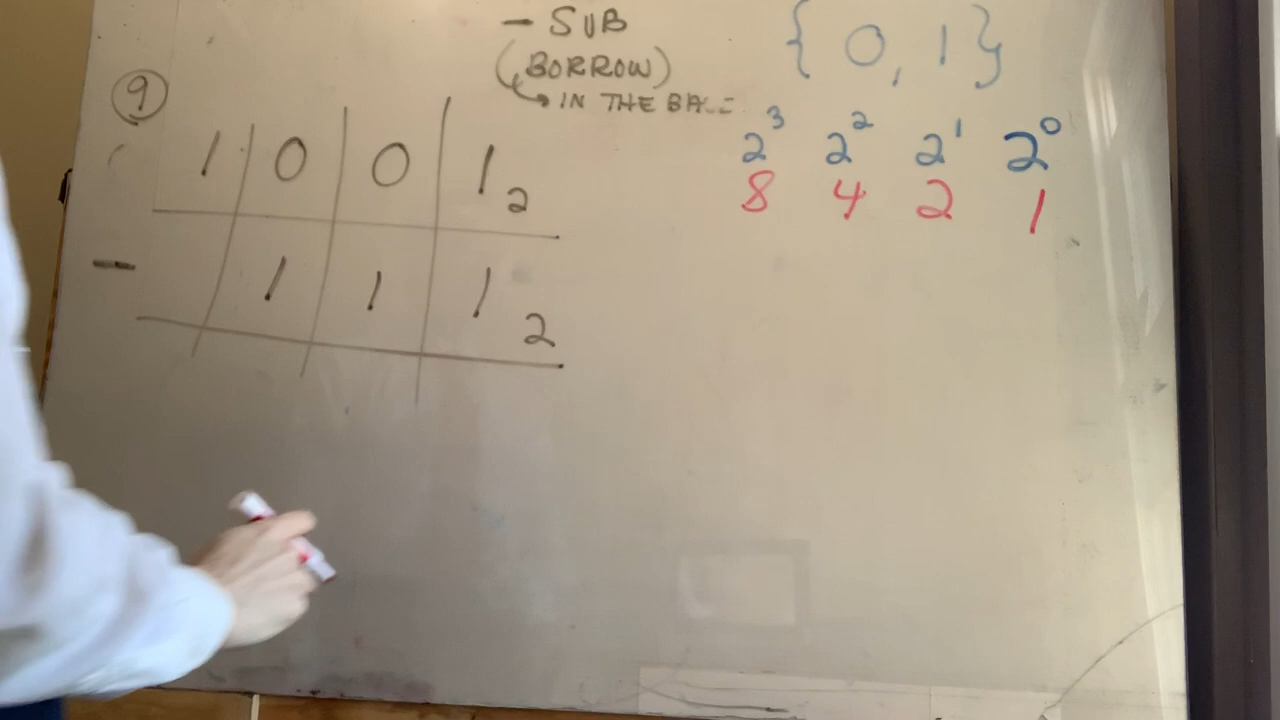 - SUB
(BORROW)
↳ IN THE BASE
{0, 1}
9
1 0 0 1₂
- 1 1 1₂
2³ 2² 2¹ 2⁰
8 4 2 1